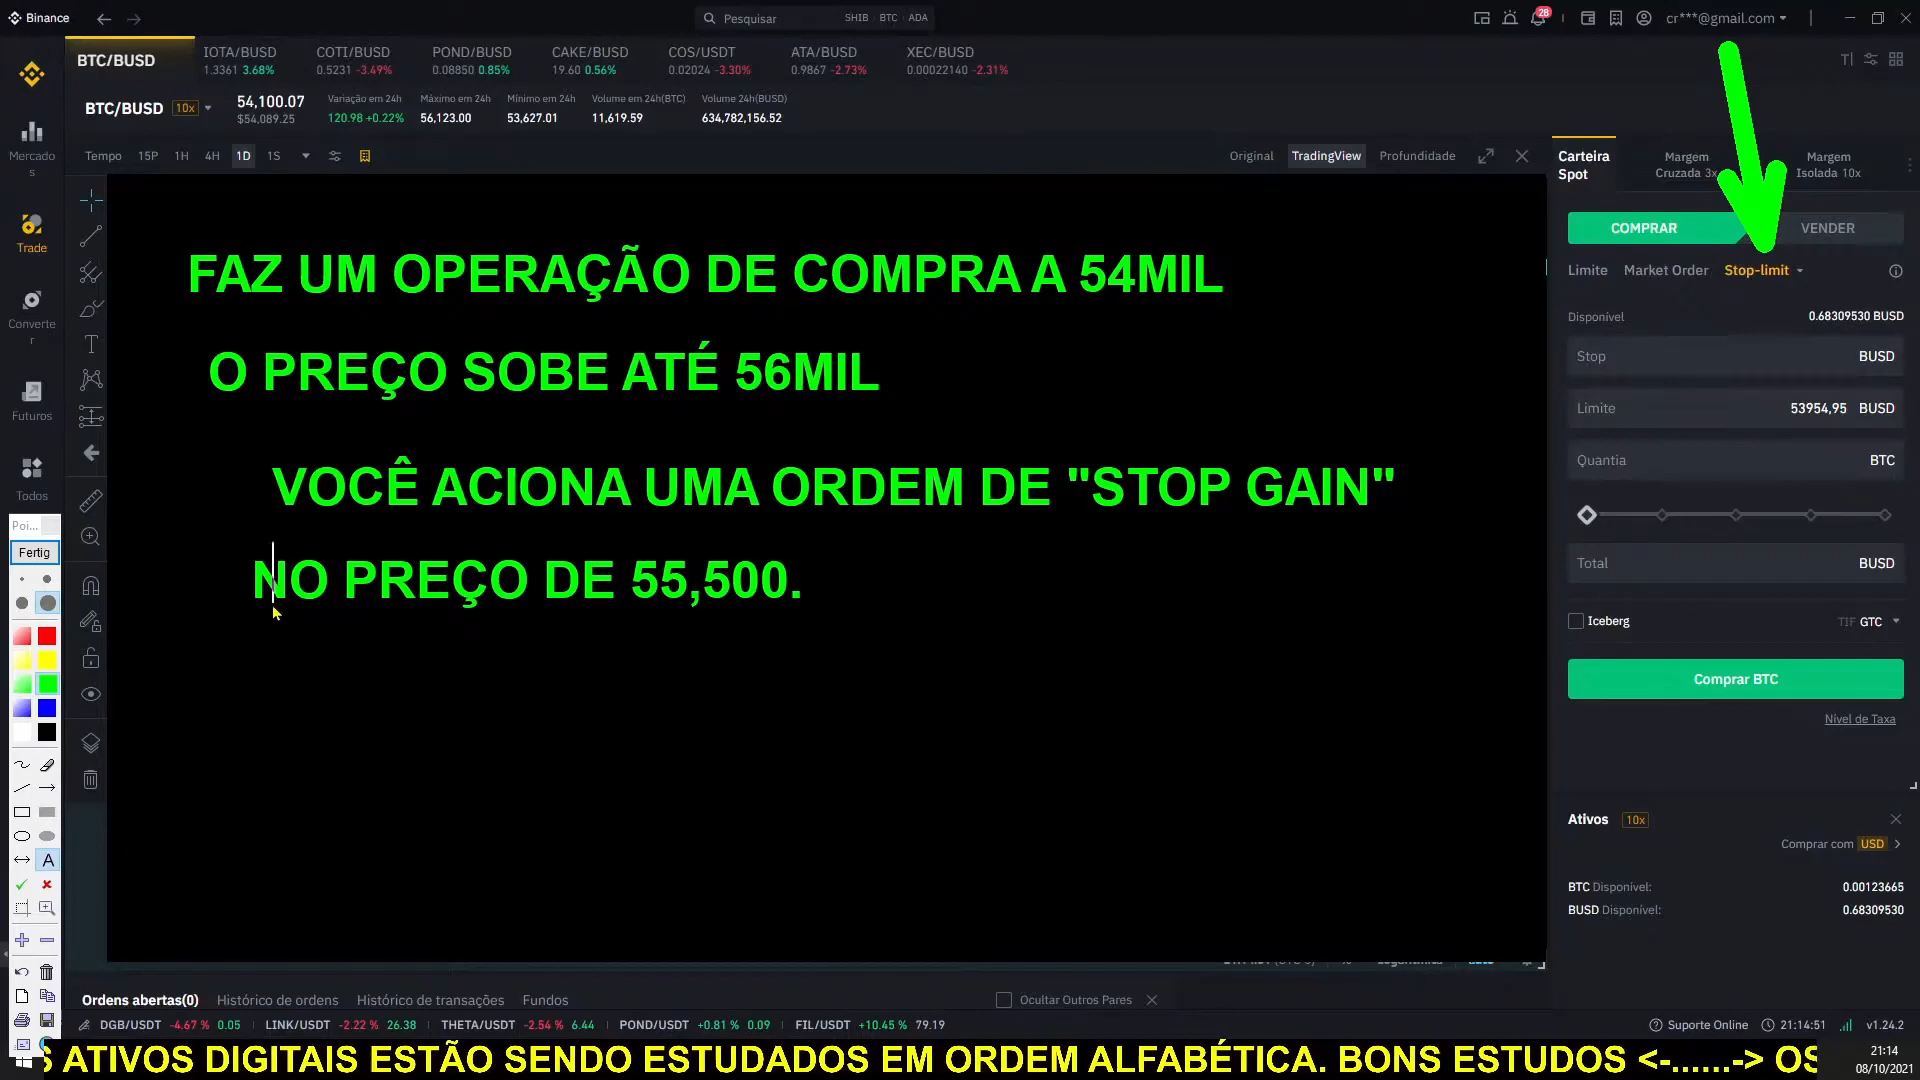 Binance
Pesquisar SHIB BTC ADA
28
cr***@gmail.com
BTC/BUSD
IOTA/BUSD
1.3361 3.68%
COTI/BUSD
0.5231 -3.49%
POND/BUSD
0.08850 0.85%
CAKE/BUSD
19.60 0.56%
COS/USDT
0.02024 -3.30%
ATA/BUSD
0.9867 -2.73%
XEC/BUSD
0.00022140 -2.31%
BTC/BUSD 10x
54,100.07
$54,089.25
Variação em 24h
120.98 +0.22%
Máximo em 24h
56,123.00
Mínimo em 24h
53,627.01
Volume em 24h(BTC)
11,619.59
Volume 24h(BUSD)
634,782,156.52
Mercado
s
Trade
Converte
r
Futuros
Todos
Tempo 15P 1H 4H 1D 1S
Original TradingView Profundidade
FAZ UM OPERAÇÃO DE COMPRA A 54MIL
O PREÇO SOBE ATÉ 56MIL
VOCÊ ACIONA UMA ORDEM DE "STOP GAIN"
NO PREÇO DE 55,500.
Poi...
Fertig
A
Carteira
Spot
Margem
Cruzada 3x
Margem
Isolada 10x
COMPRAR VENDER
Limite Market Order Stop-limit
Disponível 0.68309530 BUSD
Stop BUSD
Limite 53954,95 BUSD
Quantia BTC
Total BUSD
Iceberg TIF GTC
Comprar BTC
Nível de Taxa
Ativos 10x
Comprar com USD
BTC Disponível: 0.00123665
BUSD Disponível: 0.68309530
Ordens abertas(0) Histórico de ordens Histórico de transações Fundos
Ocultar Outros Pares
DGB/USDT -4.67 % 0.05 LINK/USDT -2.22 % 26.38 THETA/USDT -2.54 % 6.44 POND/USDT +0.81 % 0.09 FIL/USDT +10.45 % 79.19
Suporte Online 21:14:51 v1.24.2
S ATIVOS DIGITAIS ESTÃO SENDO ESTUDADOS EM ORDEM ALFABÉTICA. BONS ESTUDOS <-......-> OS
21:14
08/10/2021